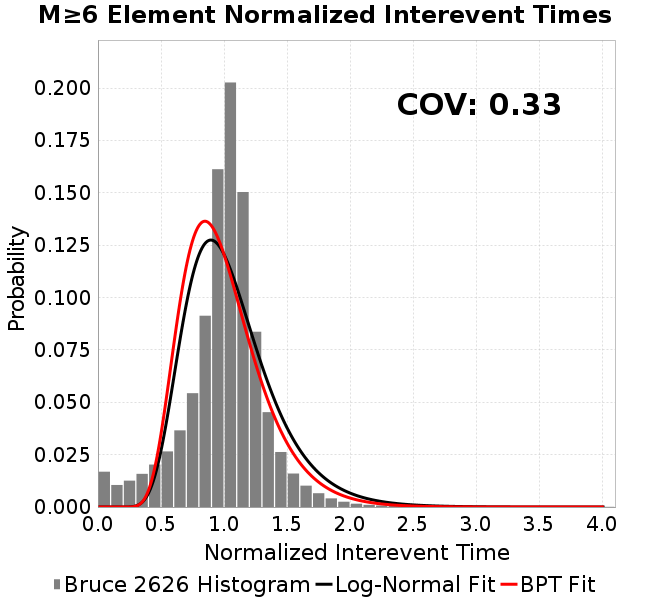 M≥6 Element Normalized Interevent Times
COV: 0.33
Probability
0.200
0.175
0.150
0.125
0.100
0.075
0.050
0.025
0.000
0.0 0.5 1.0 1.5 2.0 2.5 3.0 3.5 4.0
Normalized Interevent Time
Bruce 2626 Histogram Log-Normal Fit BPT Fit